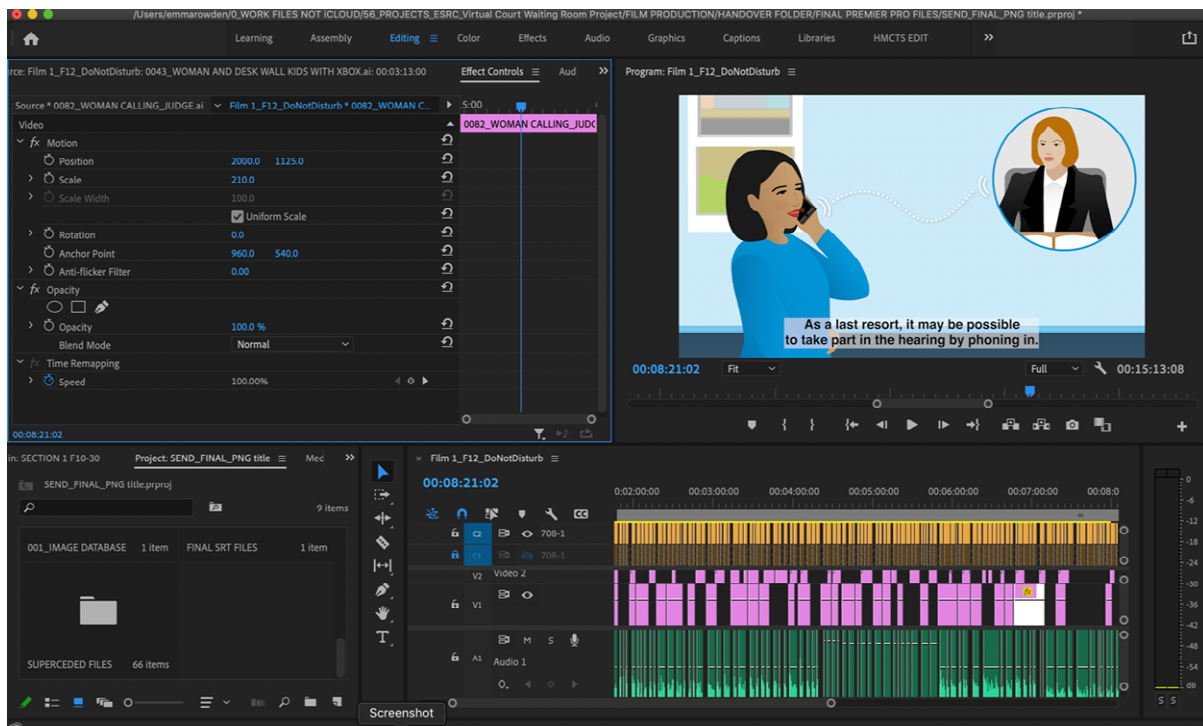 /Users/emmarowden/0_WORK FILES NOT iCLOUD/56_PROJECTS_ESRC_Virtual Court Waiting Room Project/FILM PRODUCTION/HANDOVER FOLDER/FINAL PREMIER PRO FILES/SEND_FINAL_PNG title.prproj *
Learning Assembly Editing Color Effects Audio Graphics Captions Libraries HMCTS EDIT
rce: Film 1_F12_DoNotDisturb: 0043_WOMAN AND DESK WALL KIDS WITH XBOX.ai: 00:03:13:00 Effect Controls Aud
Source * 0082_WOMAN CALLING_JUDGE.ai Film 1_F12_DoNotDisturb * 0082_WOMAN C... 5:00
Video 0082_WOMAN CALLING_JUDG
fx Motion
Position 2000.0 1125.0
Scale 210.0
Scale Width 100.0
Uniform Scale
Rotation 0.0
Anchor Point 960.0 540.0
Anti-flicker Filter 0.00
fx Opacity
Opacity 100.0 %
Blend Mode Normal
fx Time Remapping
Speed 100.00%
00:08:21:02
Program: Film 1_F12_DoNotDisturb
As a last resort, it may be possible
to take part in the hearing by phoning in.
00:08:21:02 Fit Full 00:15:13:08
in: SECTION 1 F10-30 Project: SEND_FINAL_PNG title Mec
SEND_FINAL_PNG title.prproj
9 items
001_IMAGE DATABASE 1 item FINAL SRT FILES 1 item
SUPERCEDED FILES 66 items
T
× Film 1_F12_DoNotDisturb
00:08:21:02
0:02:00:00 00:03:00:00 00:04:00:00 00:05:00:00 00:06:00:00 00:07:00:00 00:08:0
CC
C2 708-1
C1 708-1
V2 Video 2
fx
V1
M S
A1 Audio 1
0
-6
-12
-18
-24
-30
-36
-42
-48
-54
dB
S S
Screenshot